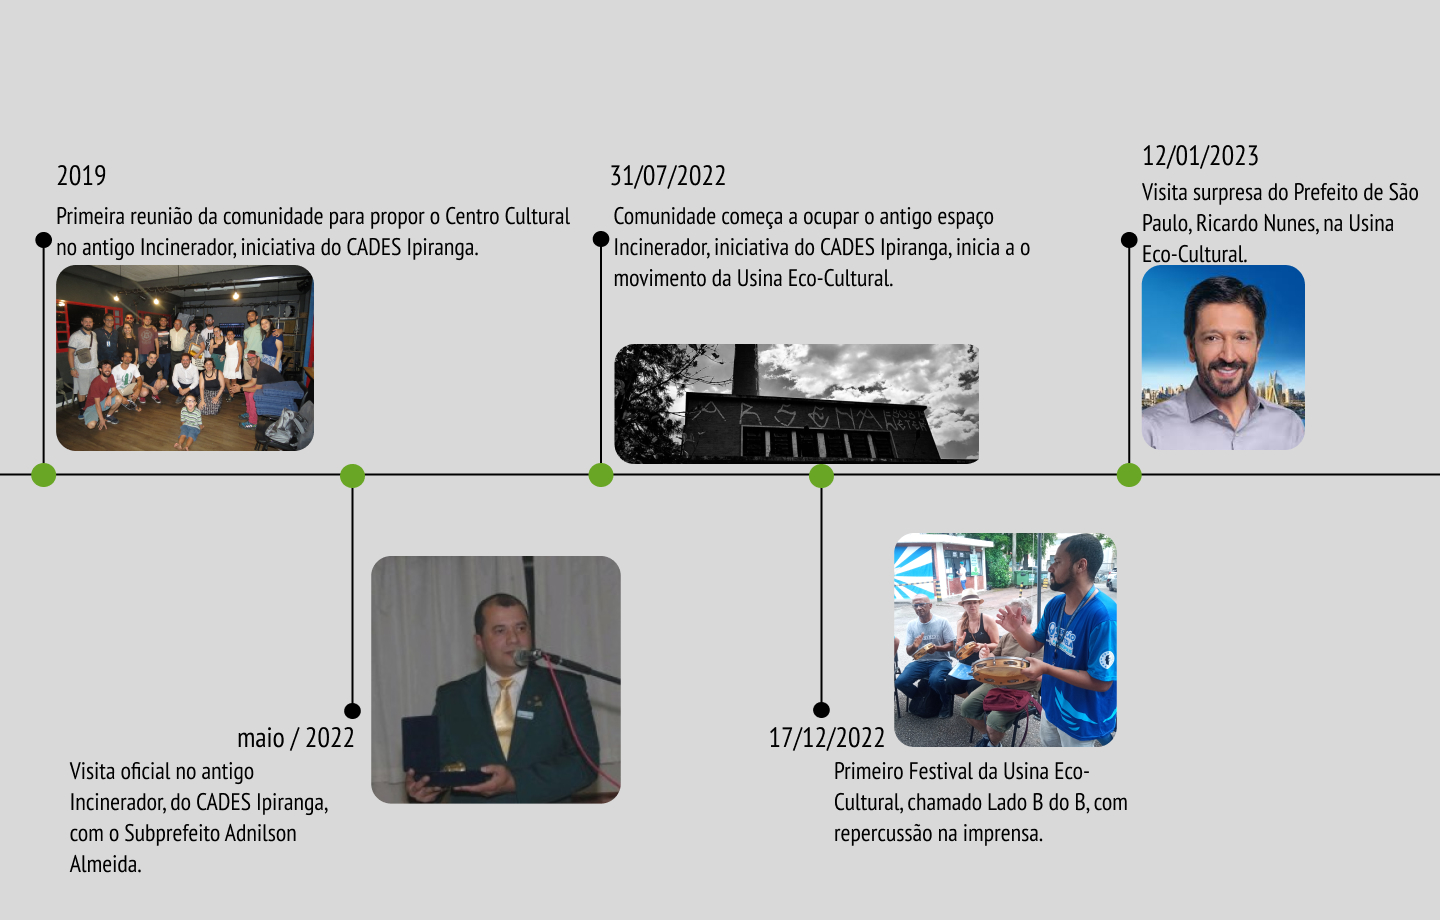 2019
Primeira reunião da comunidade para propor o Centro Cultural
no antigo Incinerador, iniciativa do CADES Ipiranga.
maio / 2022
Visita oficial no antigo
Incinerador, do CADES Ipiranga,
com o Subprefeito Adnilson
Almeida.
31/07/2022
Comunidade começa a ocupar o antigo espaço
Incinerador, iniciativa do CADES Ipiranga, inicia a o
movimento da Usina Eco-Cultural.
17/12/2022
Primeiro Festival da Usina Eco-
Cultural, chamado Lado B do B, com
repercussão na imprensa.
12/01/2023
Visita surpresa do Prefeito de São
Paulo, Ricardo Nunes, na Usina
Eco-Cultural.